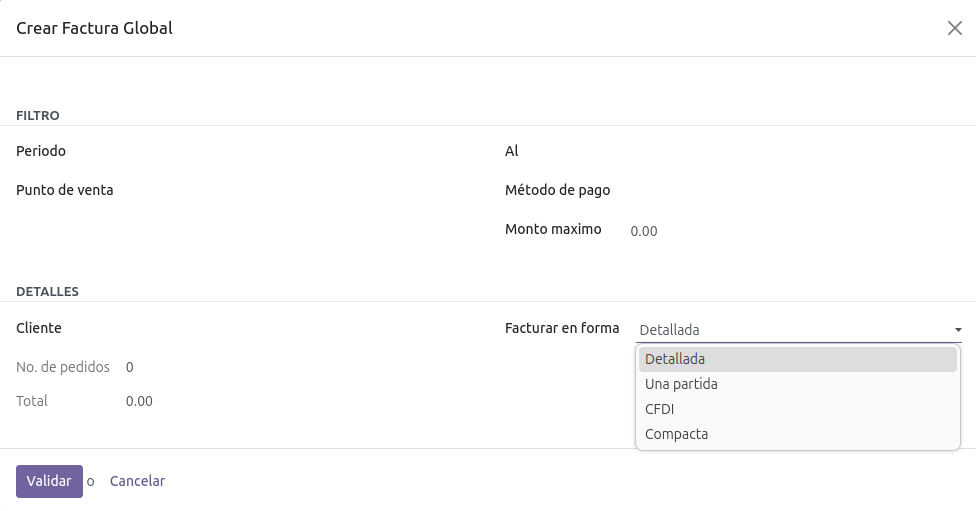 Crear Factura Global
FILTRO
Periodo
Al
Punto de venta
Método de pago
Monto maximo 0.00
DETALLES
Cliente
Facturar en forma Detallada
Detallada
Una partida
CFDI
Compacta
No. de pedidos 0
Total 0.00
Validar o Cancelar